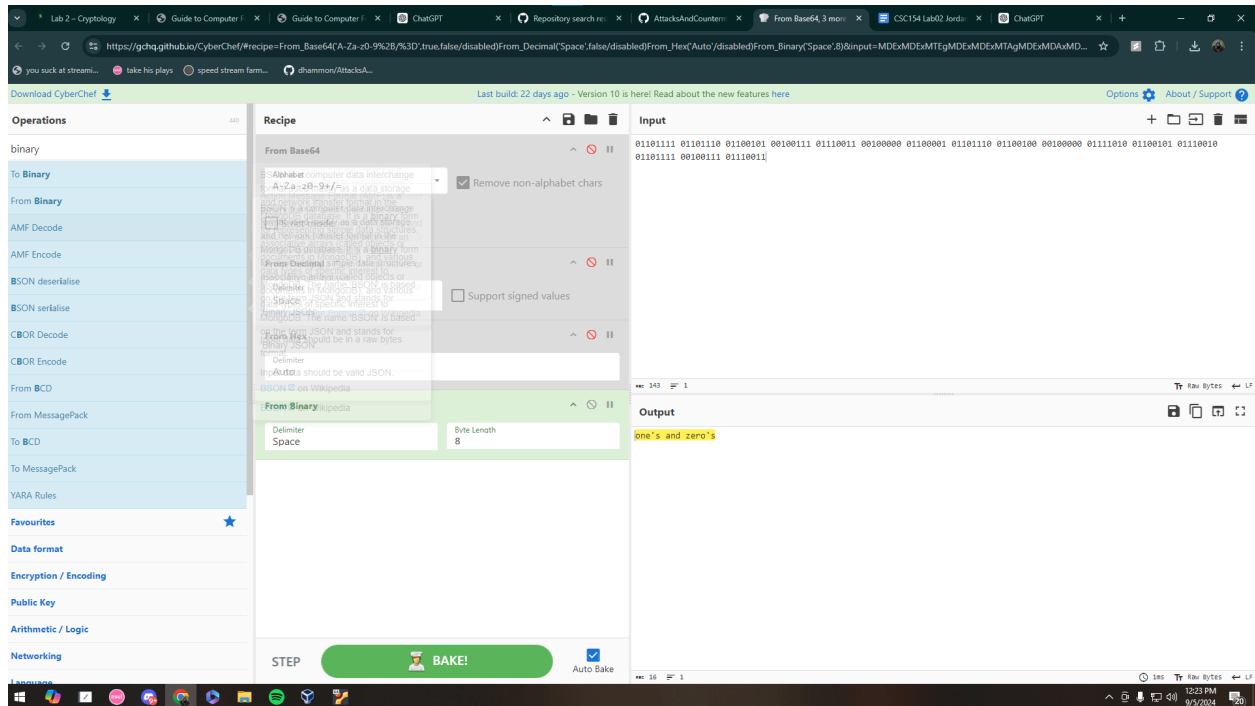 Lab 2 – Cryptology
Guide to Computer F
Guide to Computer F
ChatGPT
Repository search res
AttacksAndCounterm
From Base64, 3 more
CSC154 Lab02 Jorda
ChatGPT
https://gchq.github.io/CyberChef/#recipe=From_Base64('A-Za-z0-9%2B/%3D',true,false/disabled)From_Decimal('Space',false/disabled)From_Hex('Auto'/disabled)From_Binary('Space',8)&input=MDExMDExMTEgMDExMDExMTAgMDExMDAxMD...
you suck at streami...
take his plays
speed stream farm...
dhammon/AttacksA...
Download CyberChef
Last build: 22 days ago - Version 10 is here! Read about the new features here
Options
About / Support
Operations
440
binary
To Binary
From Binary
AMF Decode
AMF Encode
BSON deserialise
BSON serialise
CBOR Decode
CBOR Encode
From BCD
From MessagePack
To BCD
To MessagePack
YARA Rules
Favourites
Data format
Encryption / Encoding
Public Key
Arithmetic / Logic
Networking
Language
Recipe
From Base64
Alphabet
A-Za-z0-9+/=
Remove non-alphabet chars
From Decimal
Delimiter
Space
Support signed values
From Hex
Delimiter
Auto
From Binary
Delimiter
Space
Byte Length
8
STEP
BAKE!
Auto Bake
Input
01101111 01101110 01100101 00100111 01110011 00100000 01100001 01101110 01100100 00100000 01111010 01100101 01110010
01101111 00100111 01110011
143
1
Raw Bytes
LF
Output
one's and zero's
16
1
1ms
Raw Bytes
LF
12:23 PM
9/5/2024
20